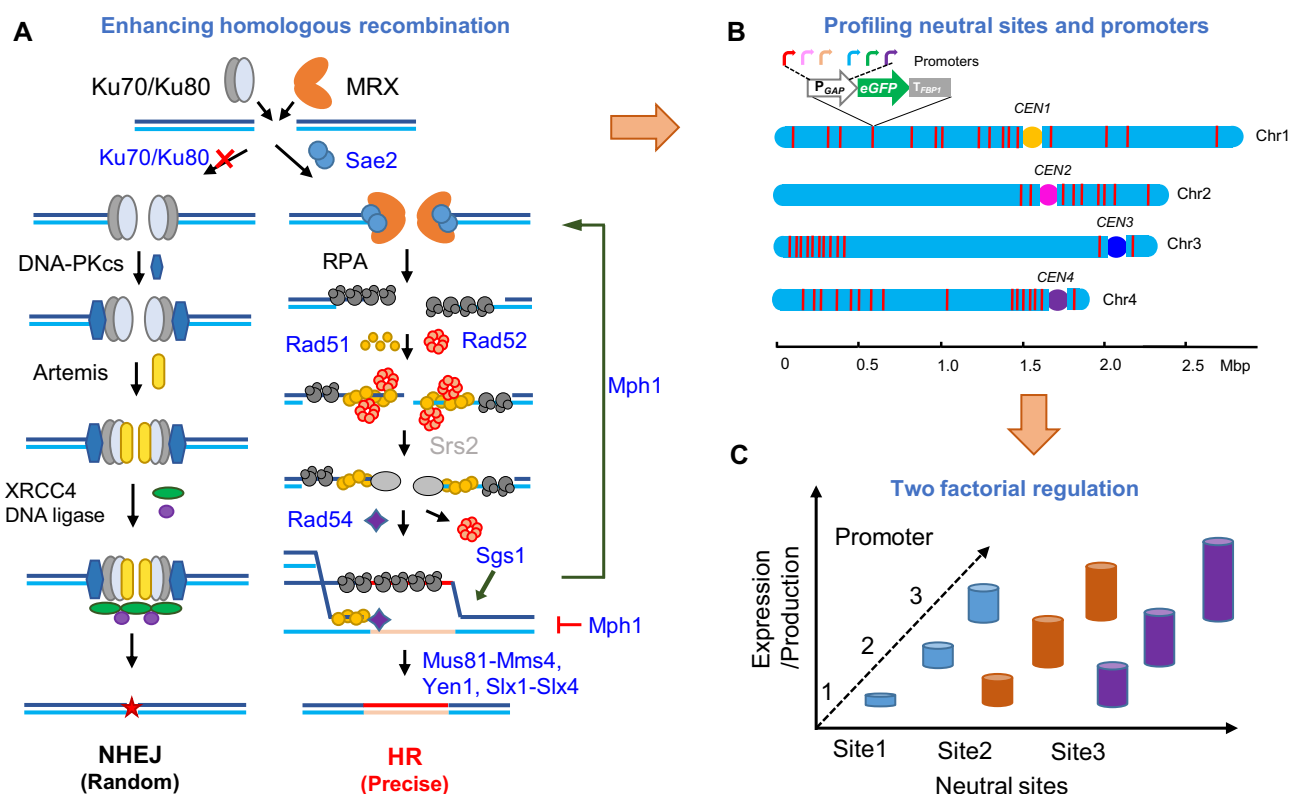 A
Enhancing homologous recombination
Ku70/Ku80
MRX
Ku70/Ku80
Sae2
DNA-PKcs
RPA
Rad51
Rad52
Artemis
Mph1
Srs2
XRCC4
DNA ligase
Rad54
Sgs1
Mph1
Mus81-Mms4,
Yen1, Slx1-Slx4
NHEJ
(Random)
HR
(Precise)
B
Profiling neutral sites and promoters
Promoters
PGAP
eGFP
TFBP1
CEN1
Chr1
CEN2
Chr2
CEN3
Chr3
CEN4
Chr4
0 0.5 1.0 1.5 2.0 2.5 Mbp
C
Two factorial regulation
Expression
/Production
Promoter
3
2
1
Site1 Site2 Site3
Neutral sites